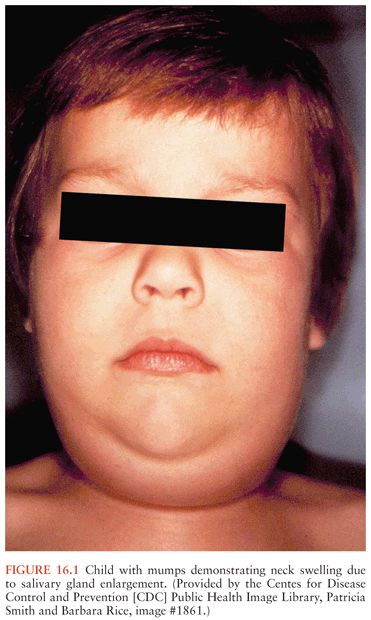 FIGURE 16.1 Child with mumps demonstrating neck swelling due
to salivary gland enlargement. (Provided by the Centes for Disease
Control and Prevention [CDC] Public Health Image Library, Patricia
Smith and Barbara Rice, image #1861.)